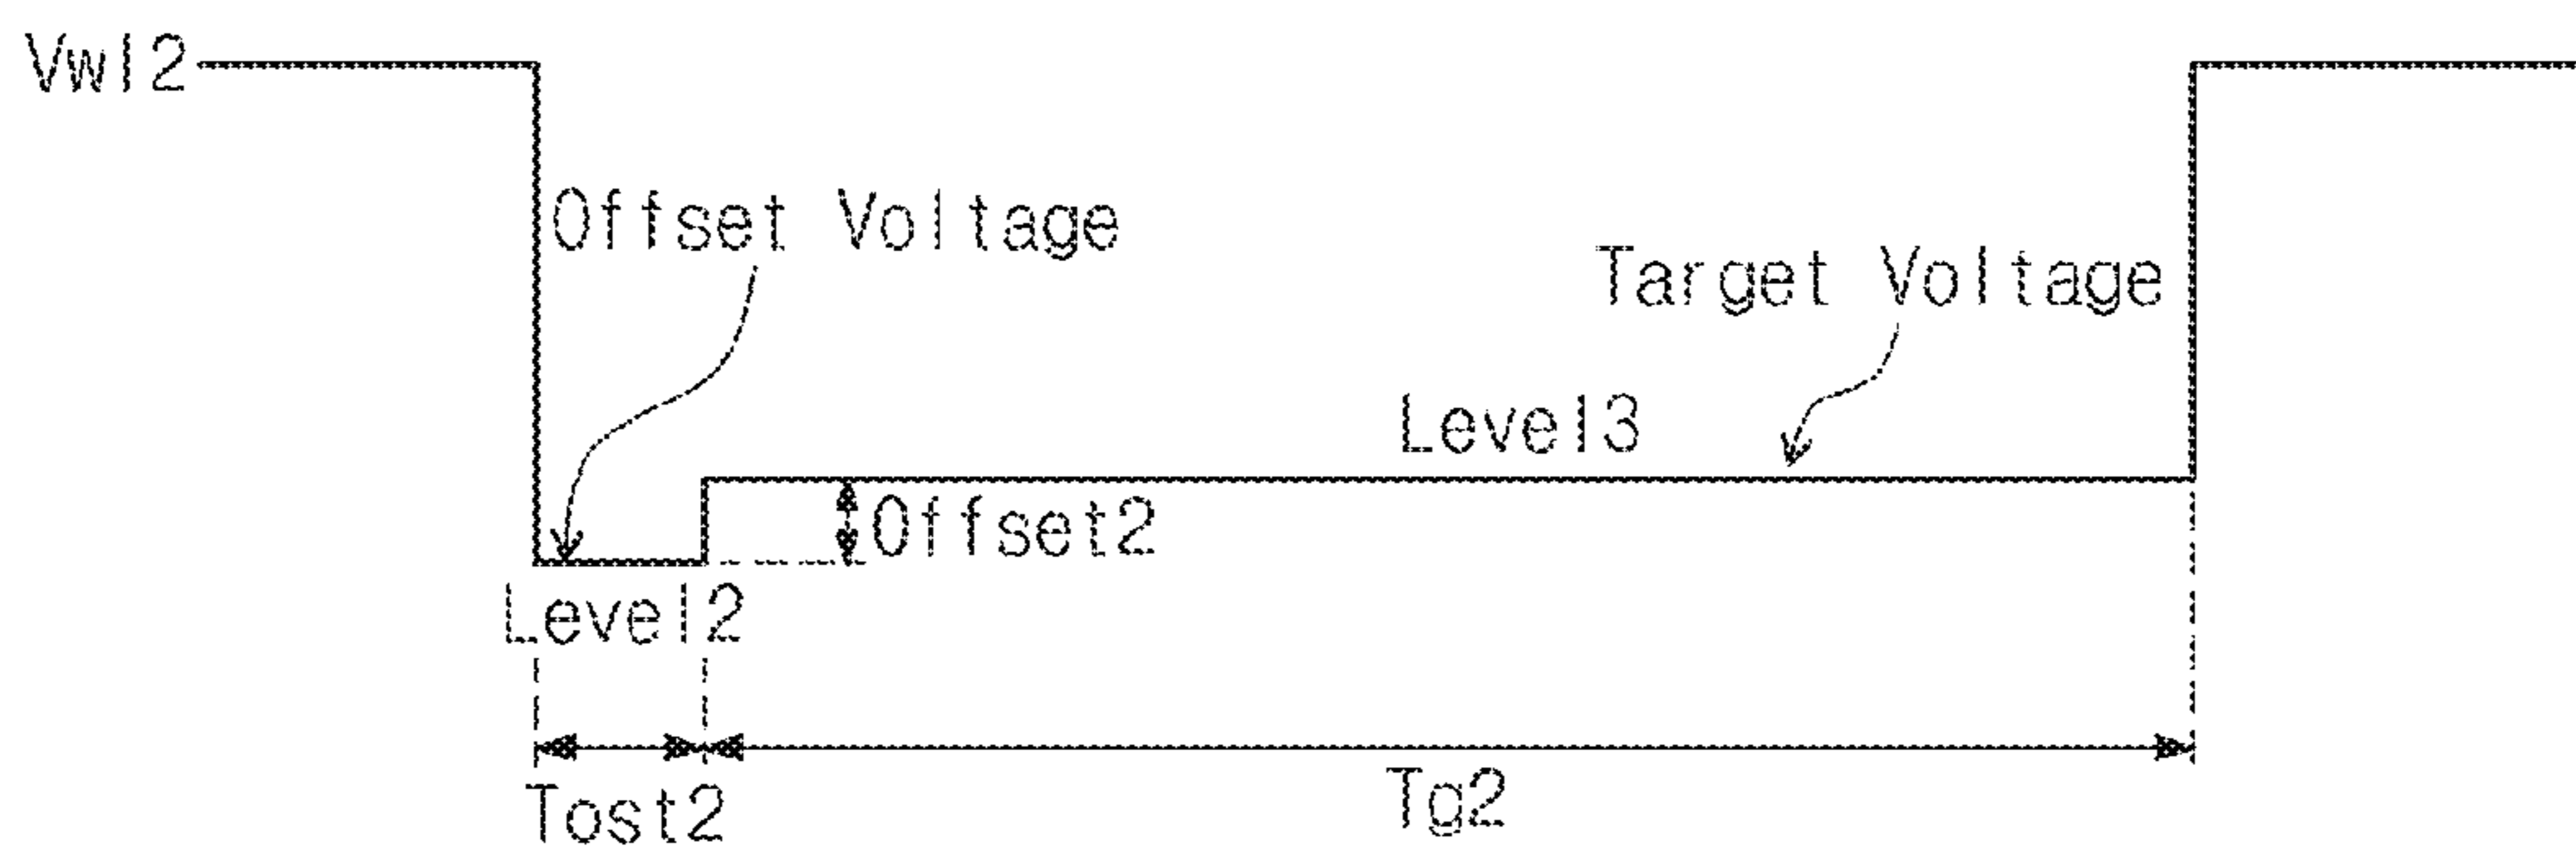 Vwl2
Offset Voltage
Target Voltage
Level3
Offset2
Level2
Tost2
Tg2